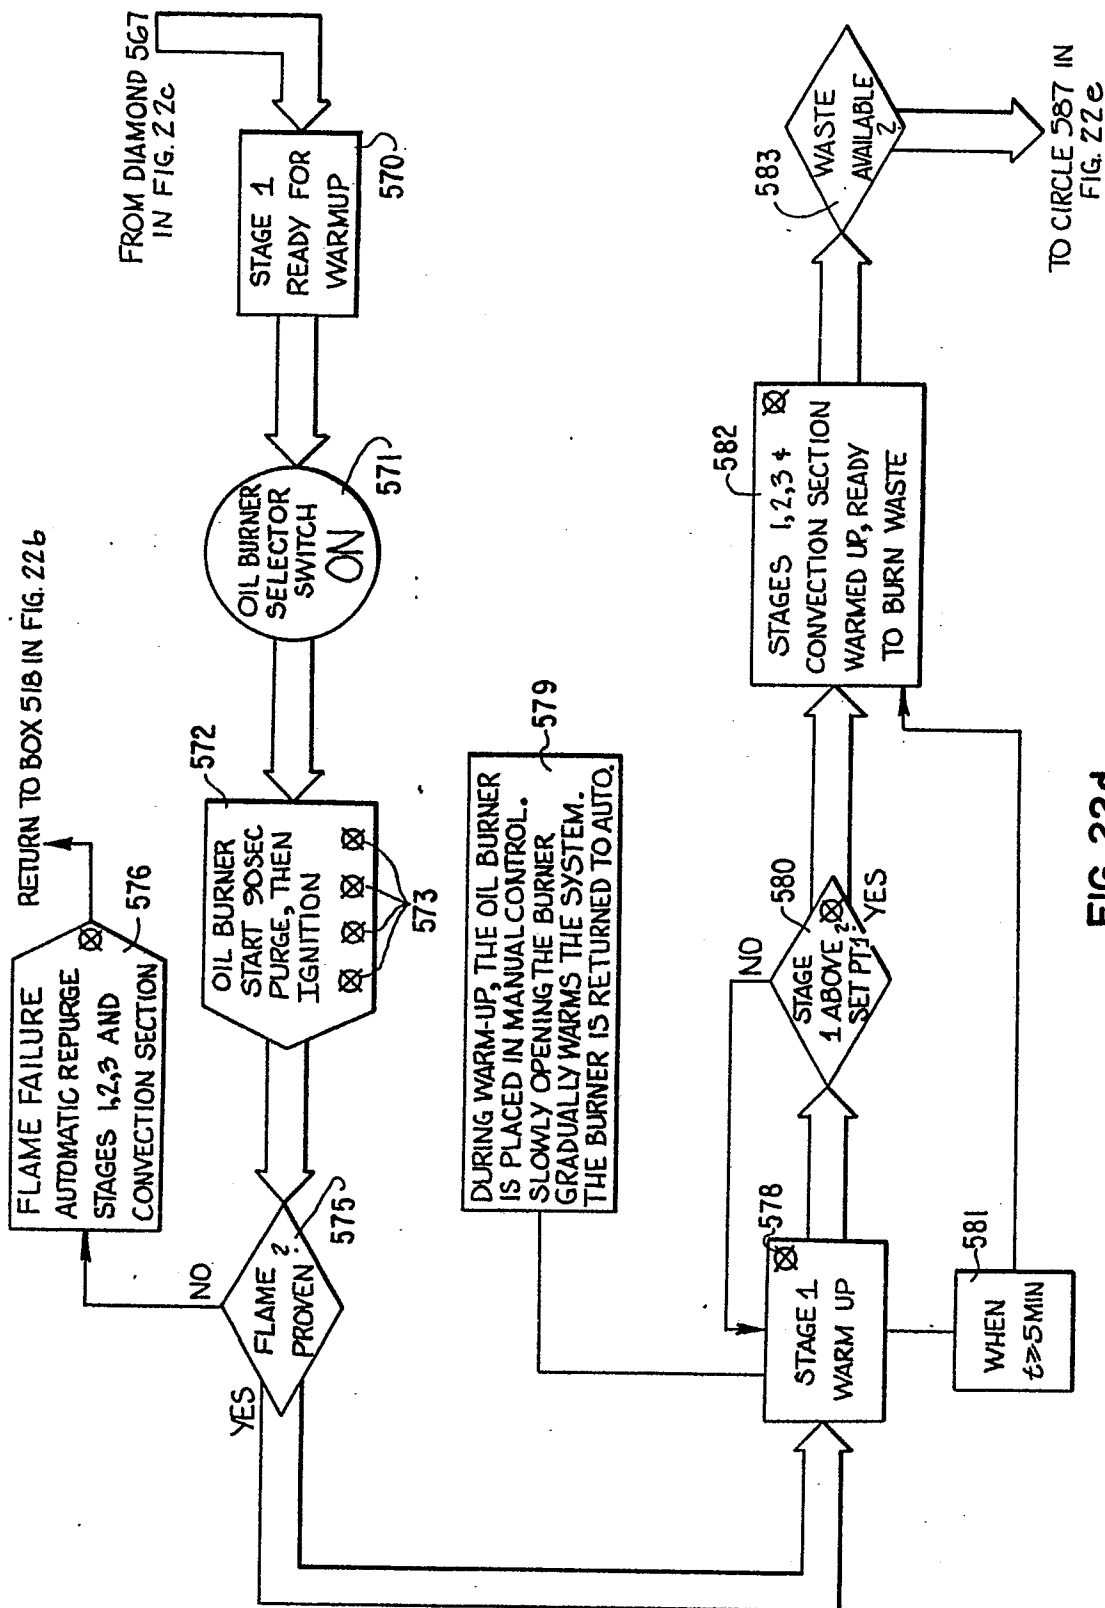 FROM DIAMOND 567
IN FIG. 22c
STAGE 1
READY FOR
WARMUP
570
OIL BURNER
SELECTOR
SWITCH
ON
571
572
OIL BURNER
START 90SEC
PURGE, THEN
IGNITION
573
RETURN TO BOX 518 IN FIG. 22b
FLAME FAILURE
AUTOMATIC REPURGE
STAGES 1,2,3 AND
CONVECTION SECTION
576
NO
FLAME
PROVEN?
575
YES
DURING WARM-UP, THE OIL BURNER
IS PLACED IN MANUAL CONTROL.
SLOWLY OPENING THE BURNER
GRADUALLY WARMS THE SYSTEM.
THE BURNER IS RETURNED TO AUTO.
579
STAGE 1
WARM UP
578
WHEN
t≥5MIN
581
NO
580
STAGE
1 ABOVE
SET PT1?
YES
582
STAGES 1,2,3 &
CONVECTION SECTION
WARMED UP, READY
TO BURN WASTE
583
WASTE
AVAILABLE
?
TO CIRCLE 587 IN
FIG. 22e
FIG. 22d